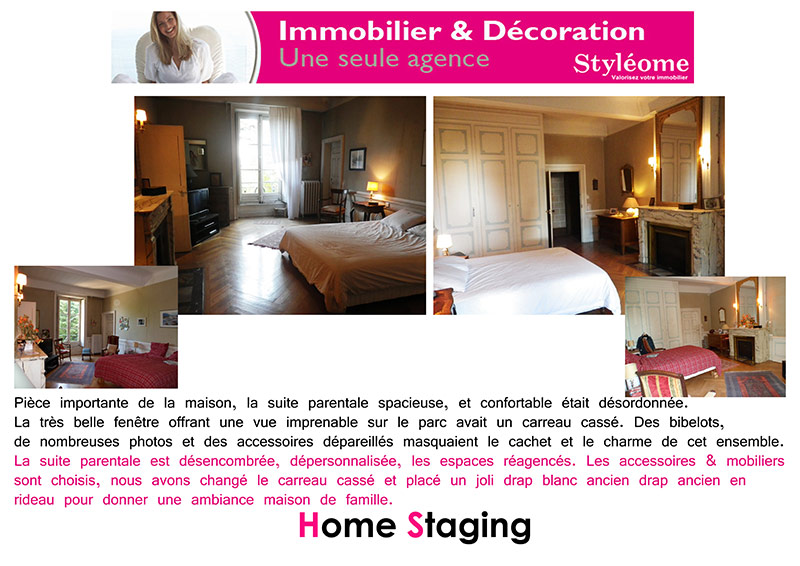 Immobilier & Décoration
Une seule agence
Styléome
Valorisez votre immobilier
Pièce importante de la maison, la suite parentale spacieuse, et confortable était désordonnée.
La très belle fenêtre offrant une vue imprenable sur le parc avait un carreau cassé. Des bibelots,
de nombreuses photos et des accessoires dépareillés masquaient le cachet et le charme de cet ensemble.
La suite parentale est désencombrée, dépersonnalisée, les espaces réagencés. Les accessoires & mobiliers
sont choisis, nous avons changé le carreau cassé et placé un joli drap blanc ancien drap ancien en
rideau pour donner une ambiance maison de famille.
Home Staging